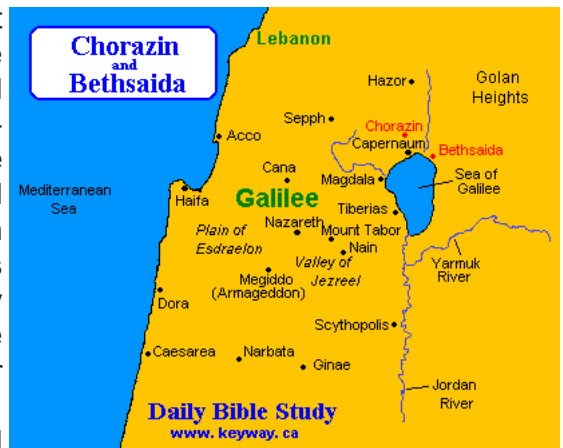 Chorazin
and
Bethsaida
Lebanon
Hazor
Golan
Heights
Sepph
Chorazin
Capernaum
Bethsaida
Acco
Cana
Magdala
Sea of
Galilee
Mediterranean
Sea
Haifa
Galilee
Tiberias
Nazareth
Mount Tabor
Plain of
Esdraelon
Nain
Valley of
Jezreel
Yarmuk
River
Megiddo
(Armageddon)
Dora
Scythopolis
Caesarea
Narbata
Ginae
Jordan
River
Daily Bible Study
www.keyway.ca